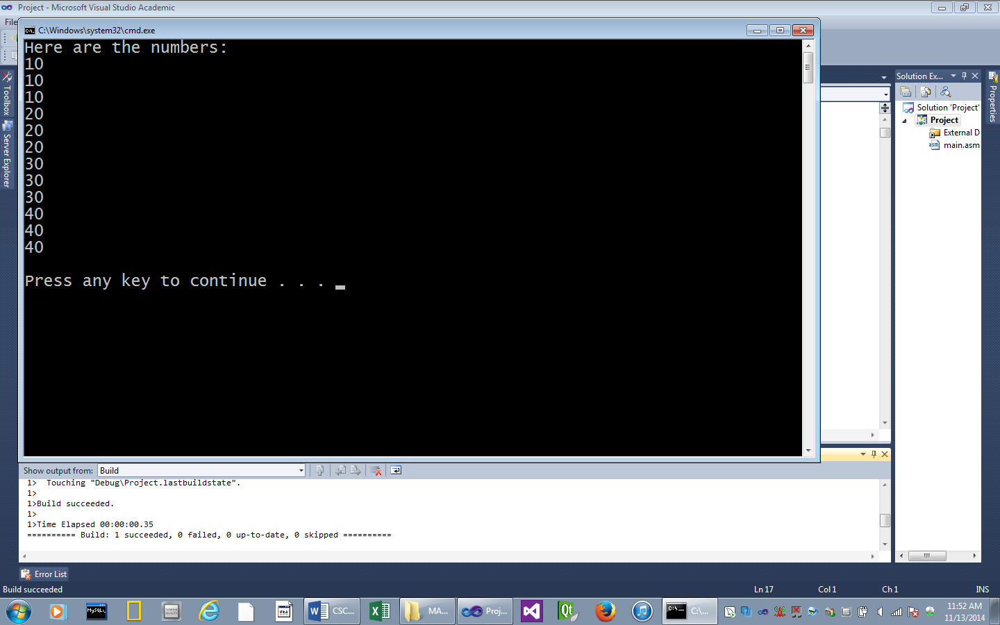 Project - Microsoft Visual Studio Academic
File
C:\Windows\system32\cmd.exe
Here are the numbers:
10
10
10
20
20
20
30
30
30
40
40
40
Press any key to continue . . .
Toolbox
Server Explorer
Solution Ex...
Solution 'Project'
Project
External D
main.asm
asm
Properties
Show output from: Build
1>  Touching "Debug\Project.lastbuildstate".
1>
1>Build succeeded.
1>
1>Time Elapsed 00:00:00.35
========== Build: 1 succeeded, 0 failed, 0 up-to-date, 0 skipped ==========
Error List
Build succeeded
Ln 17
Col 1
Ch 1
INS
MySQL
CSC...
MA...
Proj...
Qt
C:\...
11:52 AM
11/13/2014